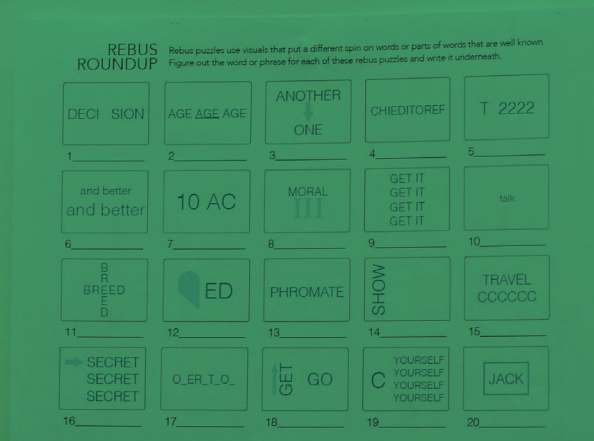 REBUS
ROUNDUP
Rebus puzzles use visuals that put a different spin on words or parts of words that are well known.
Figure out the word or phrase for each of these rebus puzzles and write it underneath.
DECI SION
AGE AGE AGE
ANOTHER
ONE
CHIEDITOREF
T 2222
1
2
3
4
5
and better
and better
10 AC
MORAL
III
GET IT
GET IT
GET IT
GET IT
talk
6
7
8
9
10
BREED
BREED
ED
PHROMATE
SHOW
TRAVEL
CCCCCC
11
12
13
14
15
SECRET
SECRET
SECRET
O_ER_T_O_
GET
GO
C
YOURSELF
YOURSELF
YOURSELF
YOURSELF
JACK
16
17
18
19
20